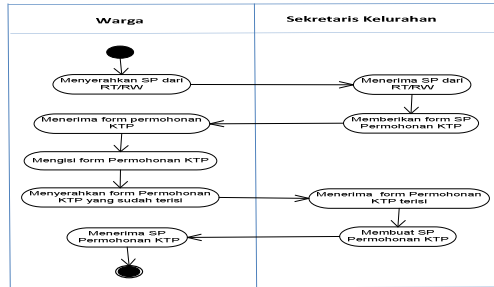 Warga
Sekretaris Kelurahan
Menyerahkan SP dari
RT/RW
Menerima SP dari
RT/RW
Menerima form permohonan
KTP
Memberikan form SP
Permohonan KTP
Mengisi form Permohonan KTP
Menyerahkan form Permohonan
KTP yang sudah terisi
Menerima form Permohonan
KTP terisi
Menerima SP
Permohonan KTP
Membuat SP
Permohonan KTP